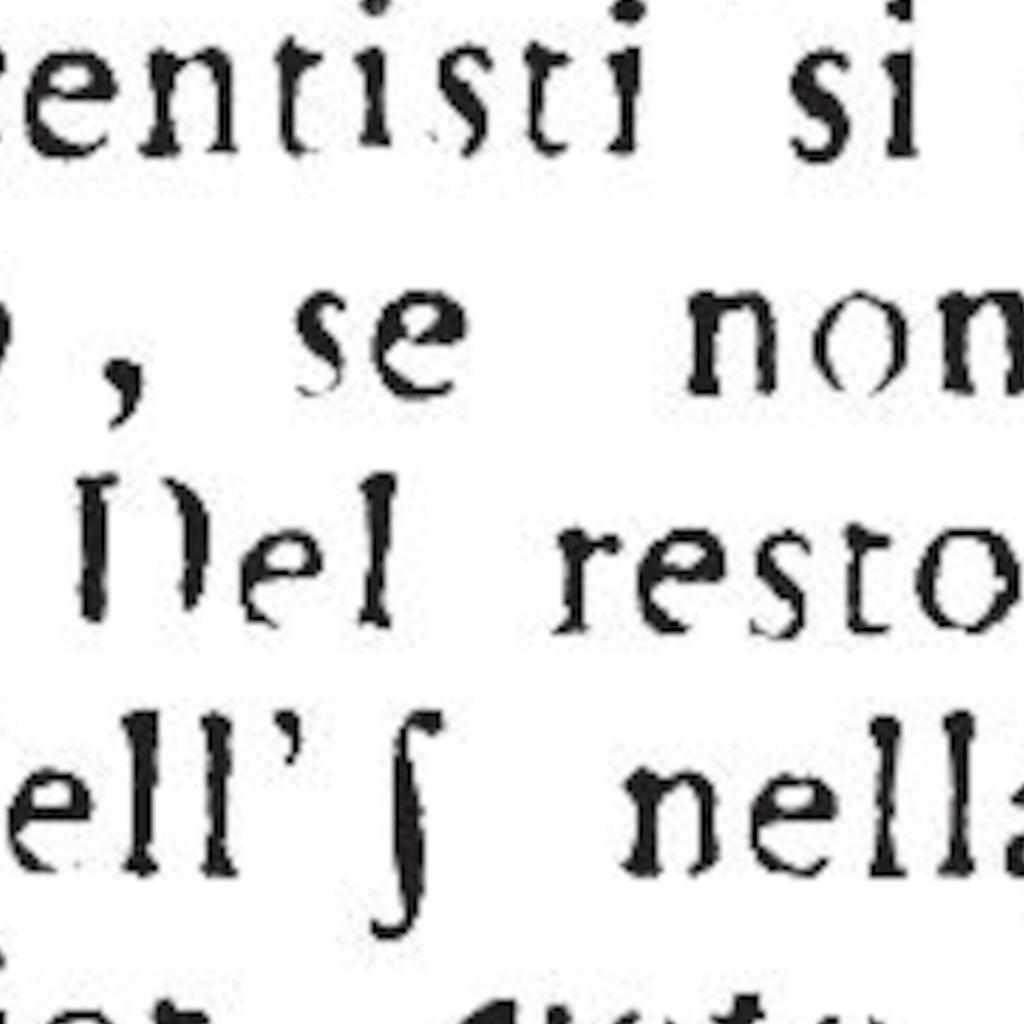 entisti si
, se non
Del resto
ell' ʃ nella